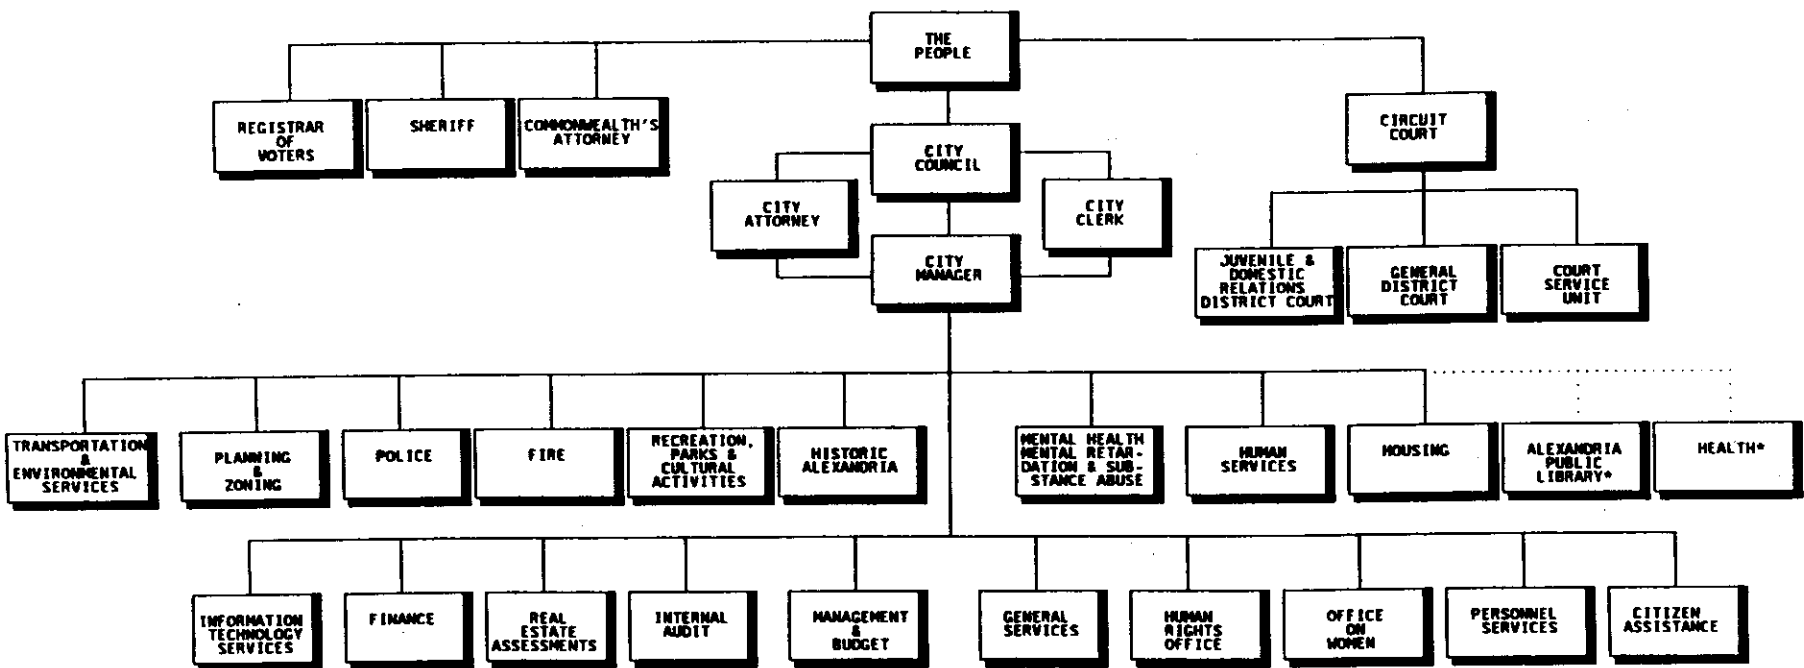 THE
PEOPLE
REGISTRAR
OF
VOTERS
SHERIFF
COMMONWEALTH'S
ATTORNEY
CIRCUIT
COURT
CITY
COUNCIL
CITY
ATTORNEY
CITY
CLERK
CITY
MANAGER
JUVENILE &
DOMESTIC
RELATIONS
DISTRICT COURT
GENERAL
DISTRICT
COURT
COURT
SERVICE
UNIT
TRANSPORTATION
&
ENVIRONMENTAL
SERVICES
PLANNING
&
ZONING
POLICE
FIRE
RECREATION,
PARKS &
CULTURAL
ACTIVITIES
HISTORIC
ALEXANDRIA
MENTAL HEALTH
MENTAL RETAR-
DATION & SUB-
STANCE ABUSE
HUMAN
SERVICES
HOUSING
ALEXANDRIA
PUBLIC
LIBRARY*
HEALTH*
INFORMATION
TECHNOLOGY
SERVICES
FINANCE
REAL
ESTATE
ASSESSMENTS
INTERNAL
AUDIT
MANAGEMENT
&
BUDGET
GENERAL
SERVICES
HUMAN
RIGHTS
OFFICE
OFFICE
ON
WOMEN
PERSONNEL
SERVICES
CITIZEN
ASSISTANCE